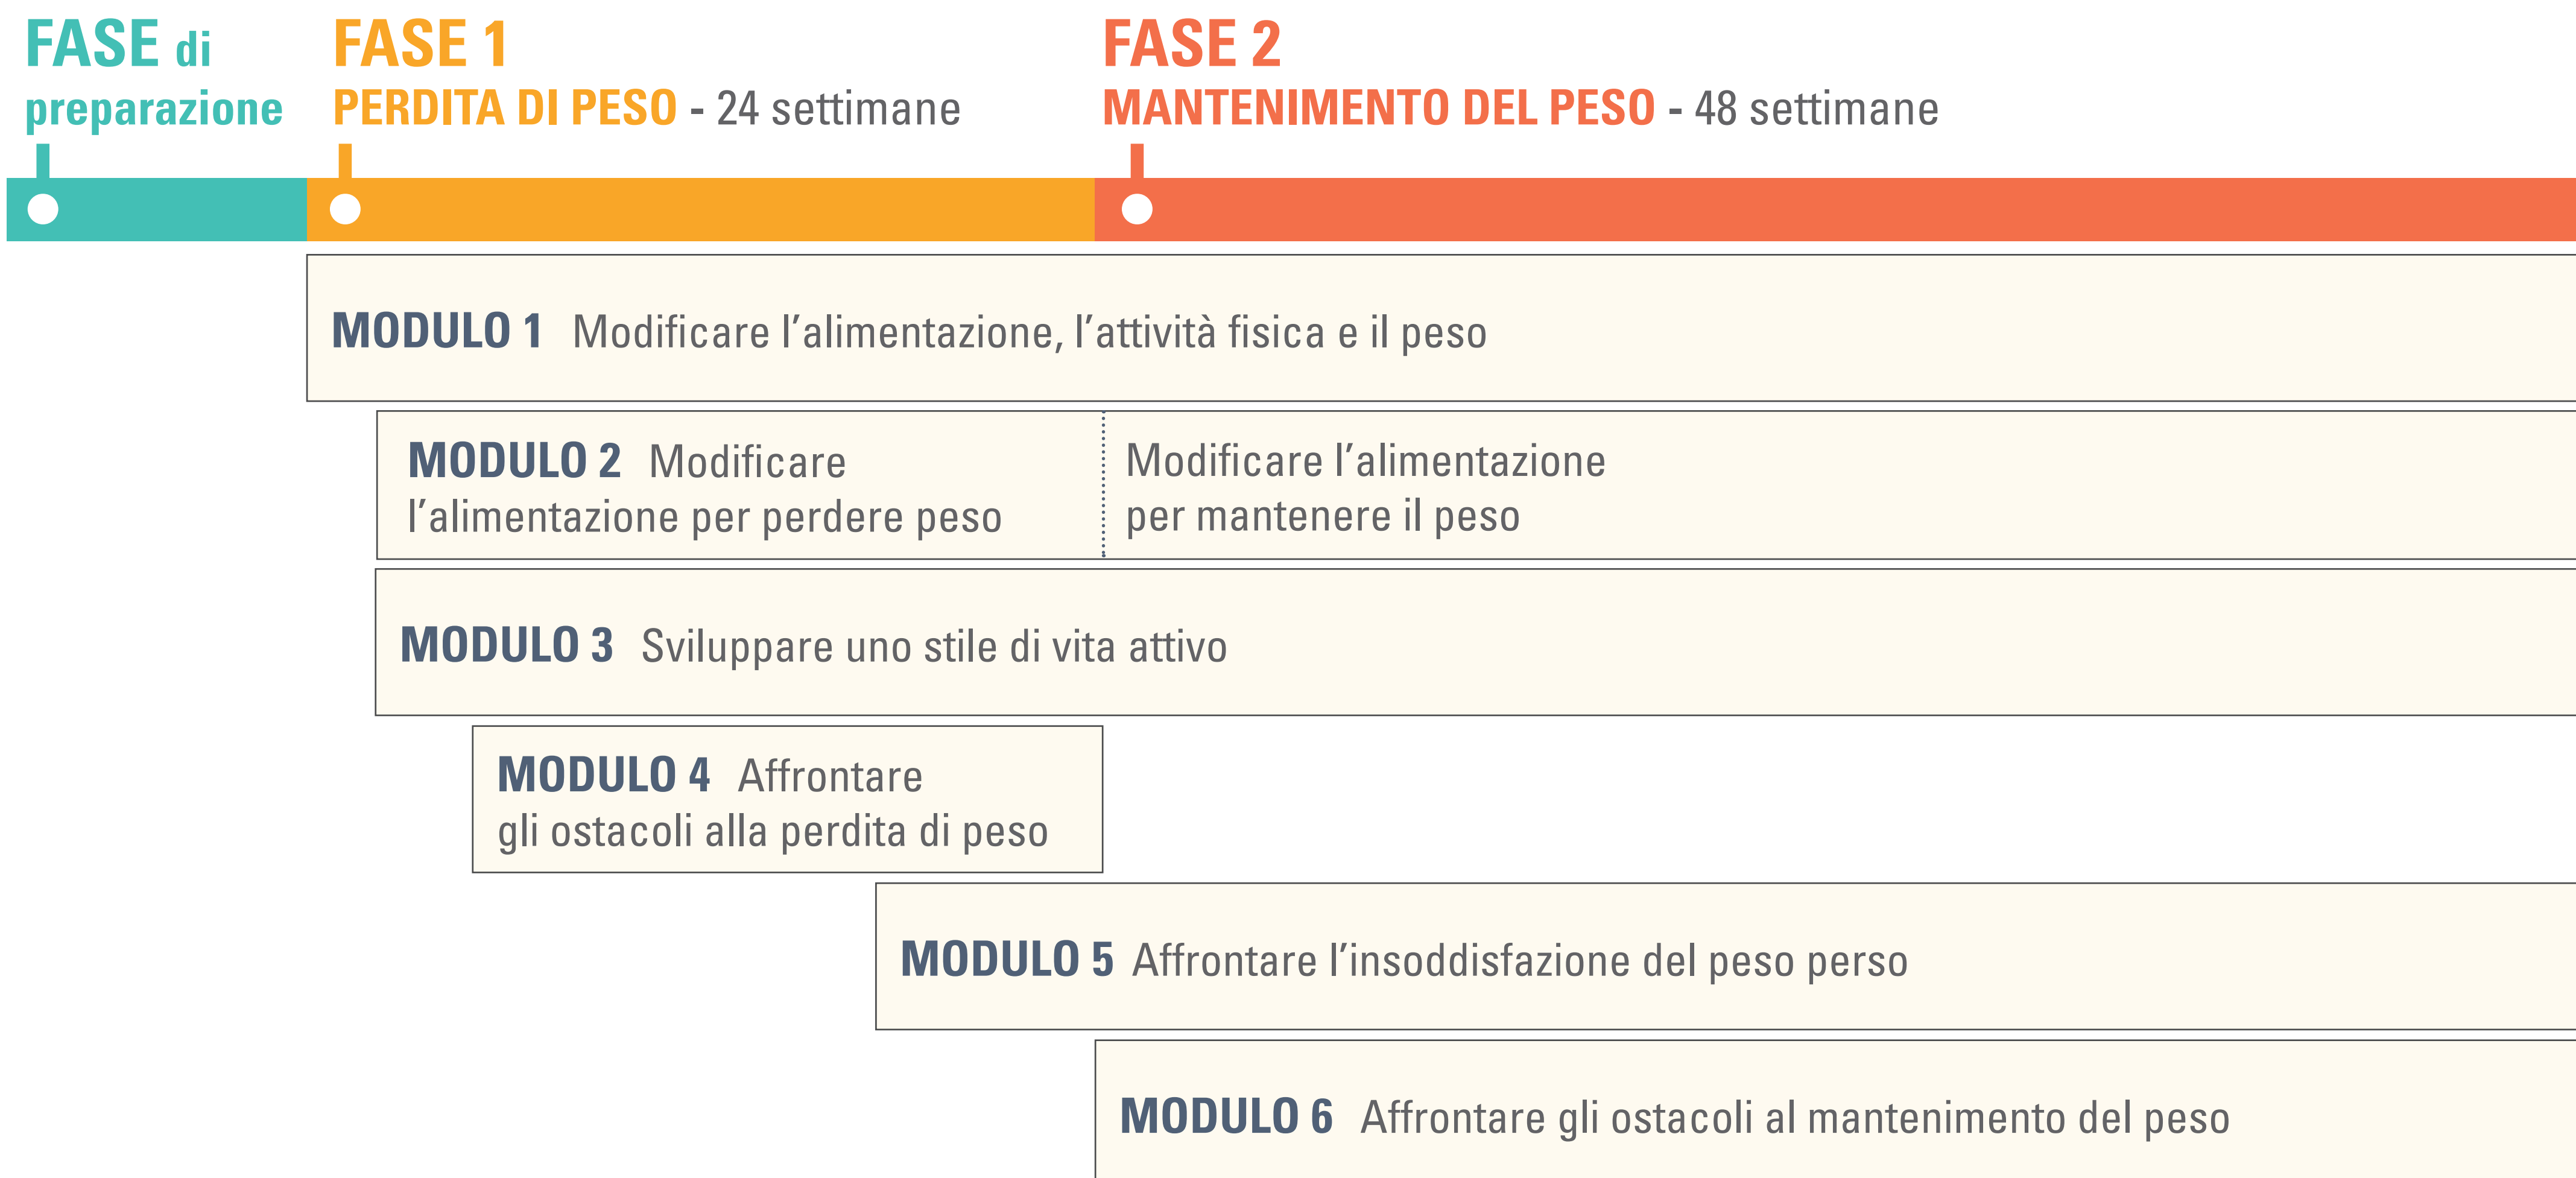 FASE di
preparazione
FASE 1
PERDITA DI PESO - 24 settimane
FASE 2
MANTENIMENTO DEL PESO - 48 settimane
MODULO 1 Modificare l’alimentazione, l’attività fisica e il peso
MODULO 2 Modificare
l’alimentazione per perdere peso
Modificare l’alimentazione
per mantenere il peso
MODULO 3 Sviluppare uno stile di vita attivo
MODULO 4 Affrontare
gli ostacoli alla perdita di peso
MODULO 5 Affrontare l’insoddisfazione del peso perso
MODULO 6 Affrontare gli ostacoli al mantenimento del peso